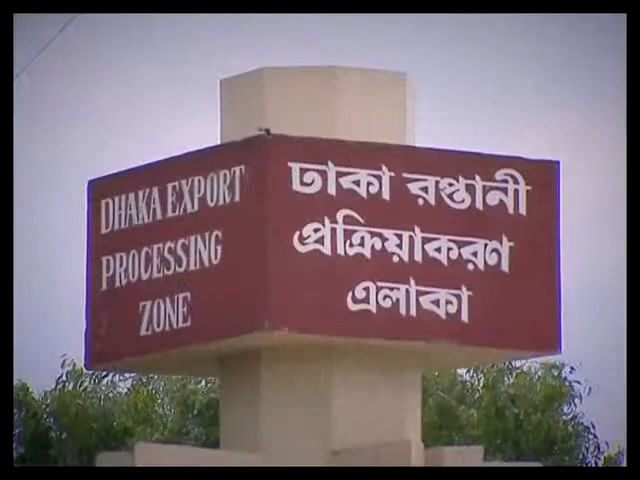 DHAKA EXPORT
PROCESSING
ZONE
ঢাকা রপ্তানী
প্রক্রিয়াকরণ
এলাকা